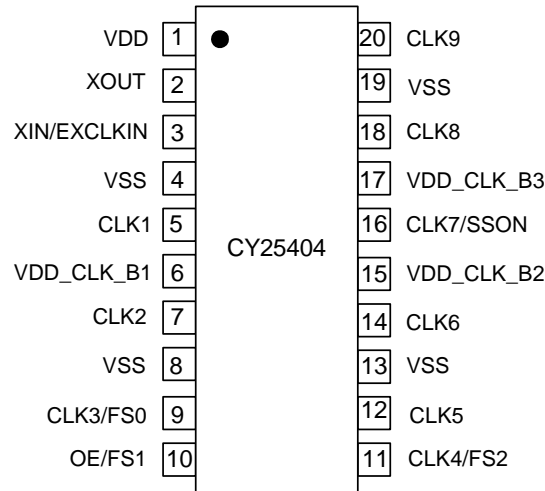 VDD 1 20 CLK9
XOUT 2 19 VSS
XIN/EXCLKIN 3 18 CLK8
VSS 4 17 VDD_CLK_B3
CLK1 5 16 CLK7/SSON
CY25404
VDD_CLK_B1 6 15 VDD_CLK_B2
CLK2 7 14 CLK6
VSS 8 13 VSS
CLK3/FS0 9 12 CLK5
OE/FS1 10 11 CLK4/FS2